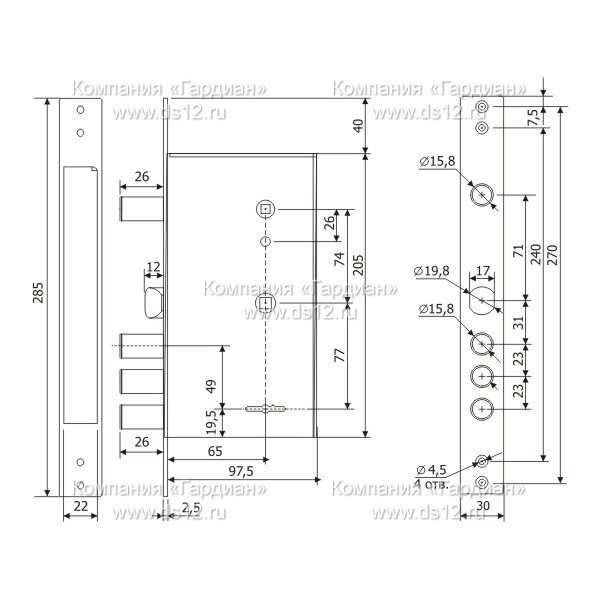 Компания «Гардиан»
www.ds12.ru
Компания «Гардиан»
www.ds12.ru
40
7,5
26
Ø15,8
26
71
12
74
205
240
270
Ø19,8
17
285
Компания «Гардиан»
www.ds12.ru
Ø15,8
31
77
23
49
23
19,5
26
65
Ø 4,5
97,5
4 отв.
Компания «Гардиан»
www.ds12.ru
Компания «Гардиан»
www.ds12.ru
22
2,5
30